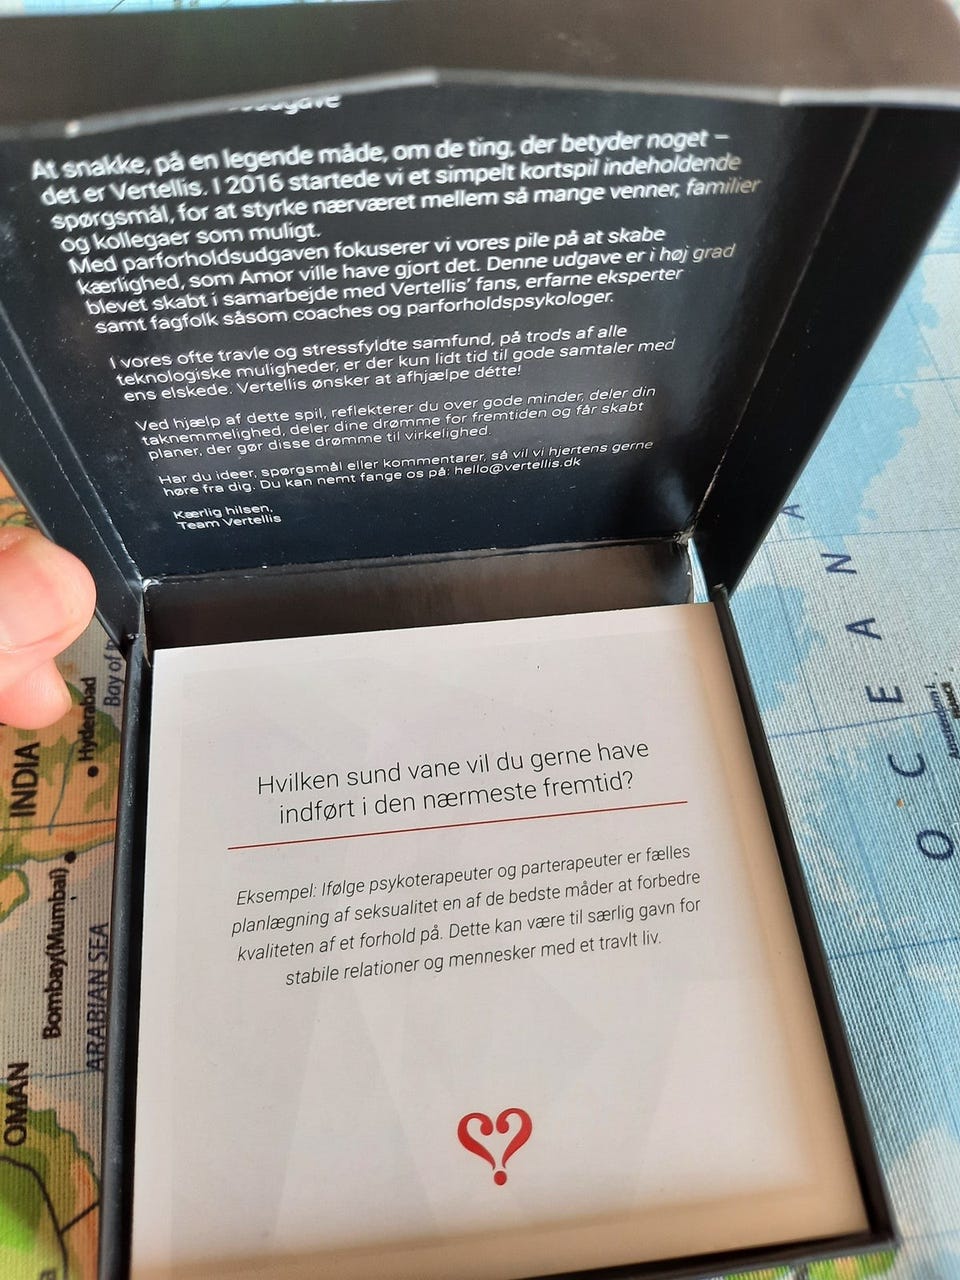 At snakke, på en legende måde, om de ting, der betyder noget –
det er Vertellis. I 2016 startede vi et simpelt kortspil indeholdende
spørgsmål, for at styrke nærværet mellem så mange venner, familier
og kollegaer som muligt.
Med parforholdsudgaven fokuserer vi vores pile på at skabe
kærlighed, som Amor ville have gjort det. Denne udgave er i høj grad
blevet skabt i samarbejde med Vertellis' fans, erfarne eksperter
samt fagfolk såsom coaches og parforholdspsykologer.
I vores ofte travle og stressfyldte samfund, på trods af alle
teknologiske muligheder, er der kun lidt tid til gode samtaler med
ens elskede. Vertellis ønsker at afhjælpe détte!
Ved hjælp af dette spil, reflekterer du over gode minder, deler din
taknemmelighed, deler dine drømme for fremtiden og får skabt
planer, der gør disse drømme til virkelighed.
Har du ideer, spørgsmål eller kommentarer, så vil vi hjertens gerne
høre fra dig. Du kan nemt fange os på: hello@vertellis.dk
Kærlig hilsen,
Team Vertellis
Hvilken sund vane vil du gerne have
indført i den nærmeste fremtid?
Eksempel: Ifølge psykoterapeuter og parterapeuter er fælles
planlægning af seksualitet en af de bedste måder at forbedre
kvaliteten af et forhold på. Dette kan være til særlig gavn for
stabile relationer og mennesker med et travlt liv.
Bay of
Hyderabad
INDIA
Bombay(Mumbai)
ARABIAN SEA
OMAN
OCEAN